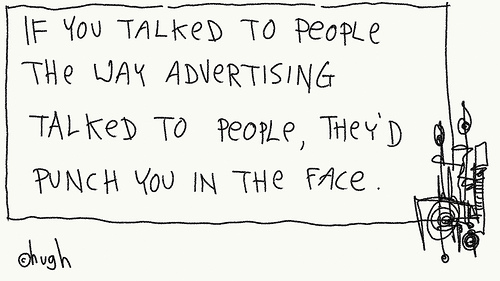 IF YOU TALKED TO PEOPLE
THE WAY ADVERTISING
TALKED TO PEOPLE, THEY'D
PUNCH YOU IN THE FACE.
©hugh